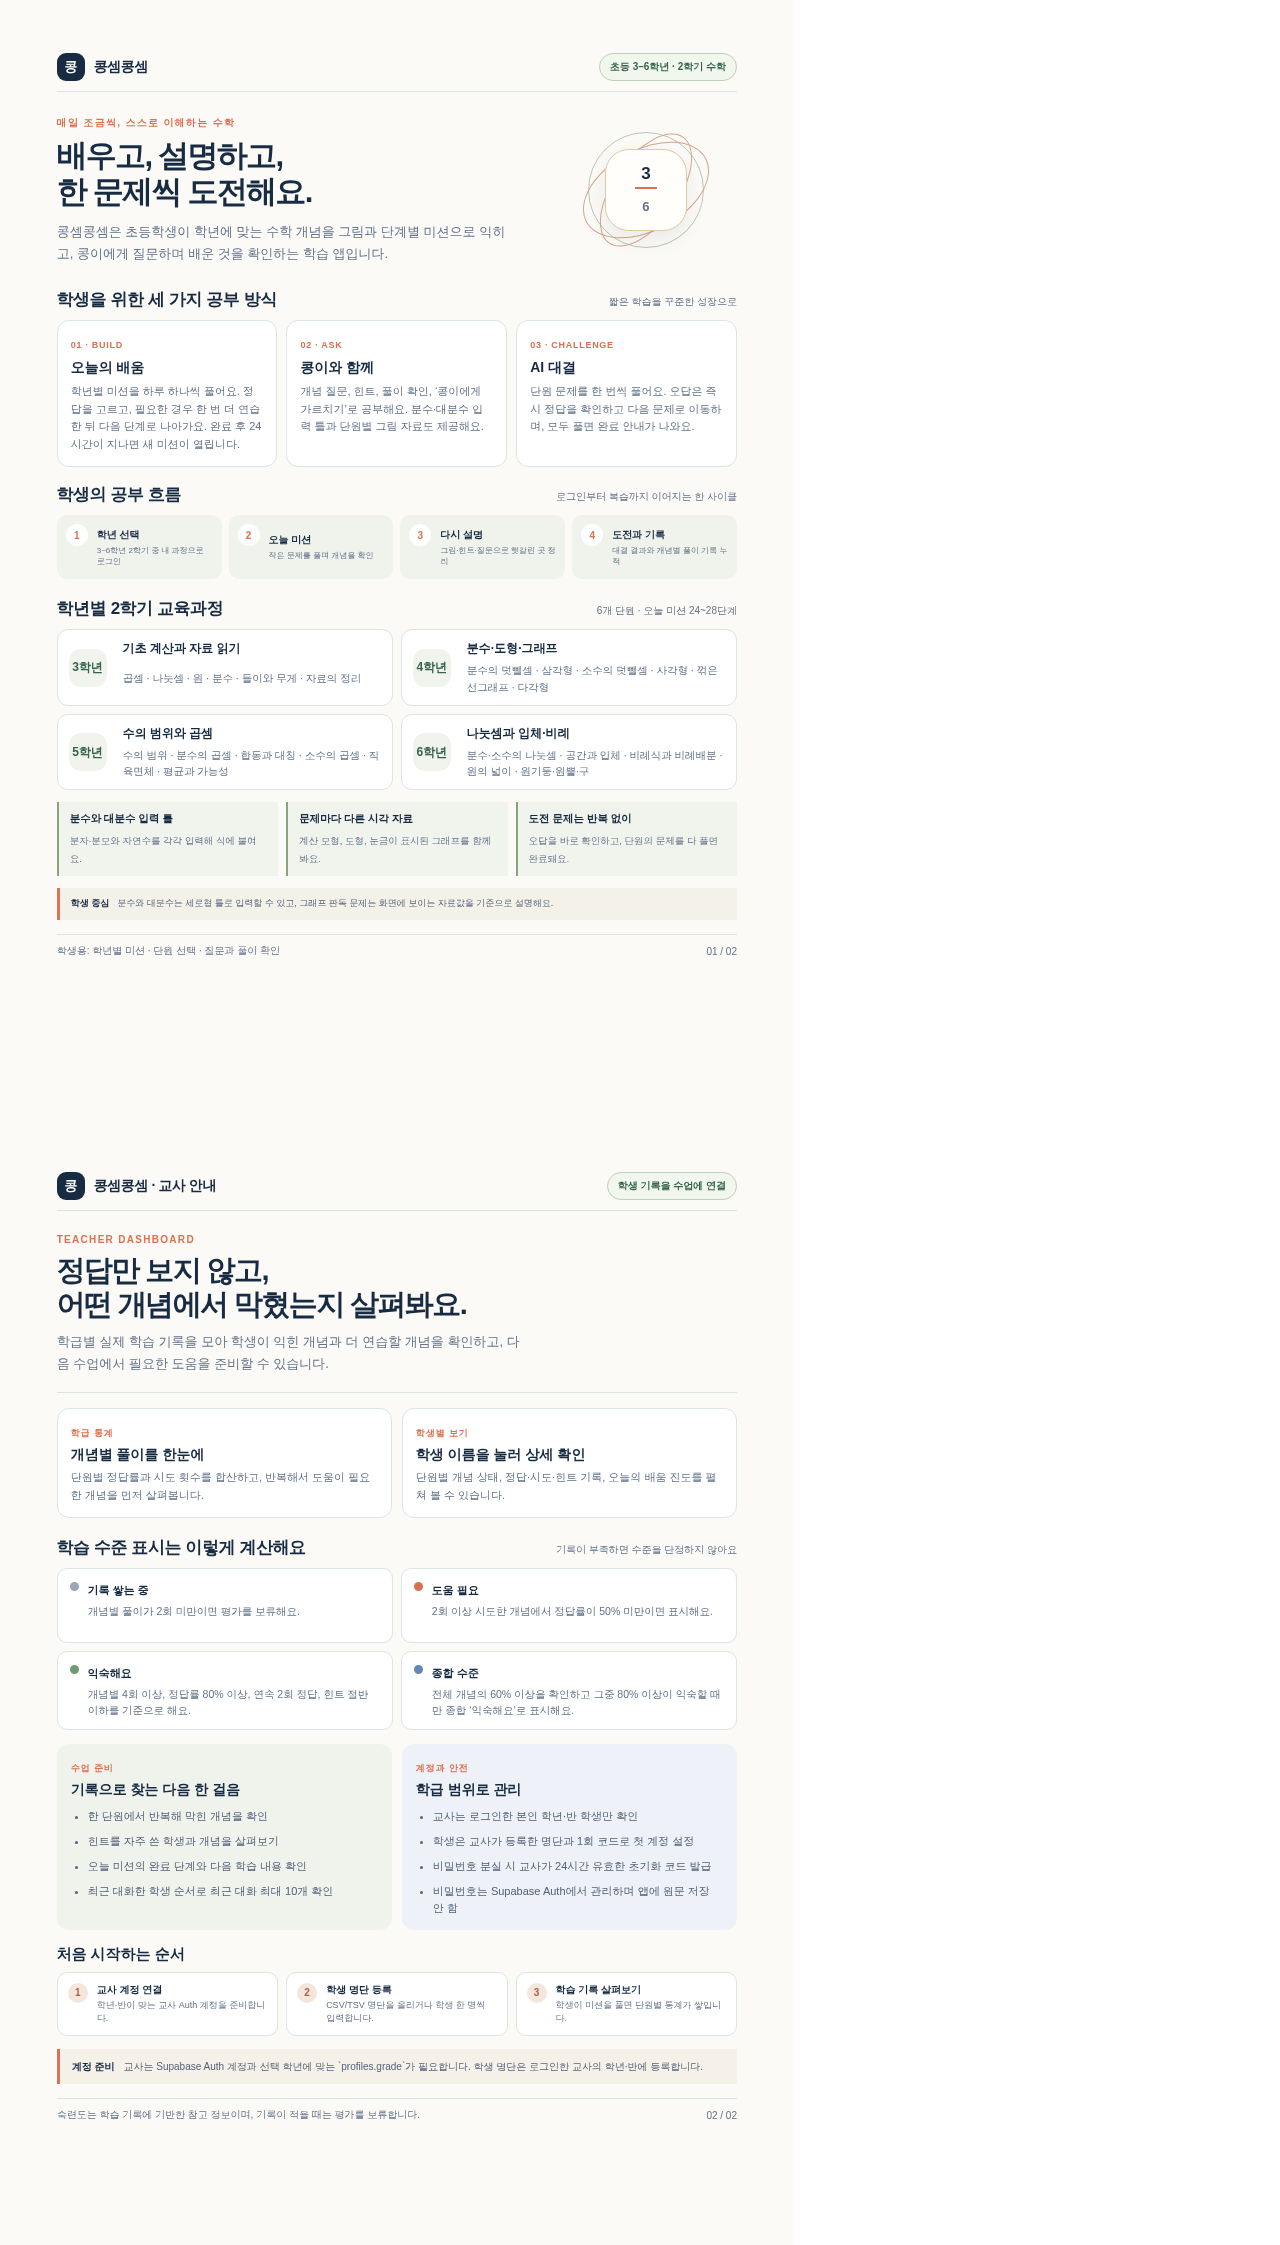 콩 콩셈콩셈
초등 3–6학년 · 2학기 수학
매일 조금씩, 스스로 이해하는 수학
배우고, 설명하고,
한 문제씩 도전해요.
콩셈콩셈은 초등학생이 학년에 맞는 수학 개념을 그림과 단계별 미션으로 익히
고, 콩이에게 질문하며 배운 것을 확인하는 학습 앱입니다.
3
6
학생을 위한 세 가지 공부 방식
짧은 학습을 꾸준한 성장으로
01 · BUILD
오늘의 배움
학년별 미션을 하루 하나씩 풀어요. 정
답을 고르고, 필요한 경우 한 번 더 연습
한 뒤 다음 단계로 나아가요. 완료 후 24
시간이 지나면 새 미션이 열립니다.
02 · ASK
콩이와 함께
개념 질문, 힌트, 풀이 확인, ‘콩이에게
가르치기’로 공부해요. 분수·대분수 입
력 틀과 단원별 그림 자료도 제공해요.
03 · CHALLENGE
AI 대결
단원 문제를 한 번씩 풀어요. 오답은 즉
시 정답을 확인하고 다음 문제로 이동하
며, 모두 풀면 완료 안내가 나와요.
학생의 공부 흐름
로그인부터 복습까지 이어지는 한 사이클
1 학년 선택
3–6학년 2학기 중 내 과정으로
로그인
2 오늘 미션
작은 문제를 풀며 개념을 확인
3 다시 설명
그림·힌트·질문으로 헷갈린 곳 정
리
4 도전과 기록
대결 결과와 개념별 풀이 기록 누
적
학년별 2학기 교육과정
6개 단원 · 오늘 미션 24–28단계
3학년
기초 계산과 자료 읽기
곱셈 · 나눗셈 · 원 · 분수 · 들이와 무게 · 자료의 정리
4학년
분수·도형·그래프
분수의 덧뺄셈 · 삼각형 · 소수의 덧뺄셈 · 사각형 · 꺾은
선그래프 · 다각형
5학년
수의 범위와 곱셈
수의 범위 · 분수의 곱셈 · 합동과 대칭 · 소수의 곱셈 · 직
육면체 · 평균과 가능성
6학년
나눗셈과 입체·비례
분수·소수의 나눗셈 · 공간과 입체 · 비례식과 비례배분 ·
원의 넓이 · 원기둥·원뿔·구
분수와 대분수 입력 틀
분자·분모와 자연수를 각각 입력해 식에 붙여
요.
문제마다 다른 시각 자료
계산 모형, 도형, 눈금이 표시된 그래프를 함께
봐요.
도전 문제는 반복 없이
오답을 바로 확인하고, 단원의 문제를 다 풀면
완료돼요.
학생 중심 분수와 대분수는 세로형 틀로 입력할 수 있고, 그래프 판독 문제는 화면에 보이는 자료값을 기준으로 설명해요.
학생용: 학년별 미션 · 단원 선택 · 질문과 풀이 확인
01 / 02
콩 콩셈콩셈 · 교사 안내
학생 기록을 수업에 연결
TEACHER DASHBOARD
정답만 보지 않고,
어떤 개념에서 막혔는지 살펴봐요.
학급별 실제 학습 기록을 모아 학생이 익힌 개념과 더 연습할 개념을 확인하고, 다
음 수업에서 필요한 도움을 준비할 수 있습니다.
학급 통계
개념별 풀이를 한눈에
단원별 정답률과 시도 횟수를 합산하고, 반복해서 도움이 필요
한 개념을 먼저 살펴봅니다.
학생별 보기
학생 이름을 눌러 상세 확인
단원별 개념 상태, 정답·시도·힌트 기록, 오늘의 배움 진도를 펼
쳐 볼 수 있습니다.
학습 수준 표시는 이렇게 계산해요
기록이 부족하면 수준을 단정하지 않아요
기록 쌓는 중
개념별 풀이가 2회 미만이면 평가를 보류해요.
도움 필요
2회 이상 시도한 개념에서 정답률이 50% 미만이면 표시해요.
익숙해요
개념별 4회 이상, 정답률 80% 이상, 연속 2회 정답, 힌트 절반
이하를 기준으로 해요.
종합 수준
전체 개념의 60% 이상을 확인하고 그중 80% 이상이 익숙할 때
만 종합 ‘익숙해요’로 표시해요.
수업 준비
기록으로 찾는 다음 한 걸음
• 한 단원에서 반복해 막힌 개념을 확인
• 힌트를 자주 쓴 학생과 개념을 살펴보기
• 오늘 미션의 완료 단계와 다음 학습 내용 확인
• 최근 대화한 학생 순서로 최근 대화 최대 10개 확인
계정과 안전
학급 범위로 관리
• 교사는 로그인한 본인 학년·반 학생만 확인
• 학생은 교사가 등록한 명단과 1회 코드로 첫 계정 설정
• 비밀번호 분실 시 교사가 24시간 유효한 초기화 코드 발급
• 비밀번호는 Supabase Auth에서 관리하며 앱에 원문 저장
안 함
처음 시작하는 순서
1 교사 계정 연결
학년·반이 맞는 교사 Auth 계정을 준비합니
다.
2 학생 명단 등록
CSV/TSV 명단을 올리거나 학생 한 명씩
입력합니다.
3 학습 기록 살펴보기
학생이 미션을 풀면 단원별 통계가 쌓입니
다.
계정 준비 교사는 Supabase Auth 계정과 선택 학년에 맞는 `profiles.grade`가 필요합니다. 학생 명단은 로그인한 교사의 학년·반에 등록합니다.
숙련도는 학습 기록에 기반한 참고 정보이며, 기록이 적을 때는 평가를 보류합니다.
02 / 02